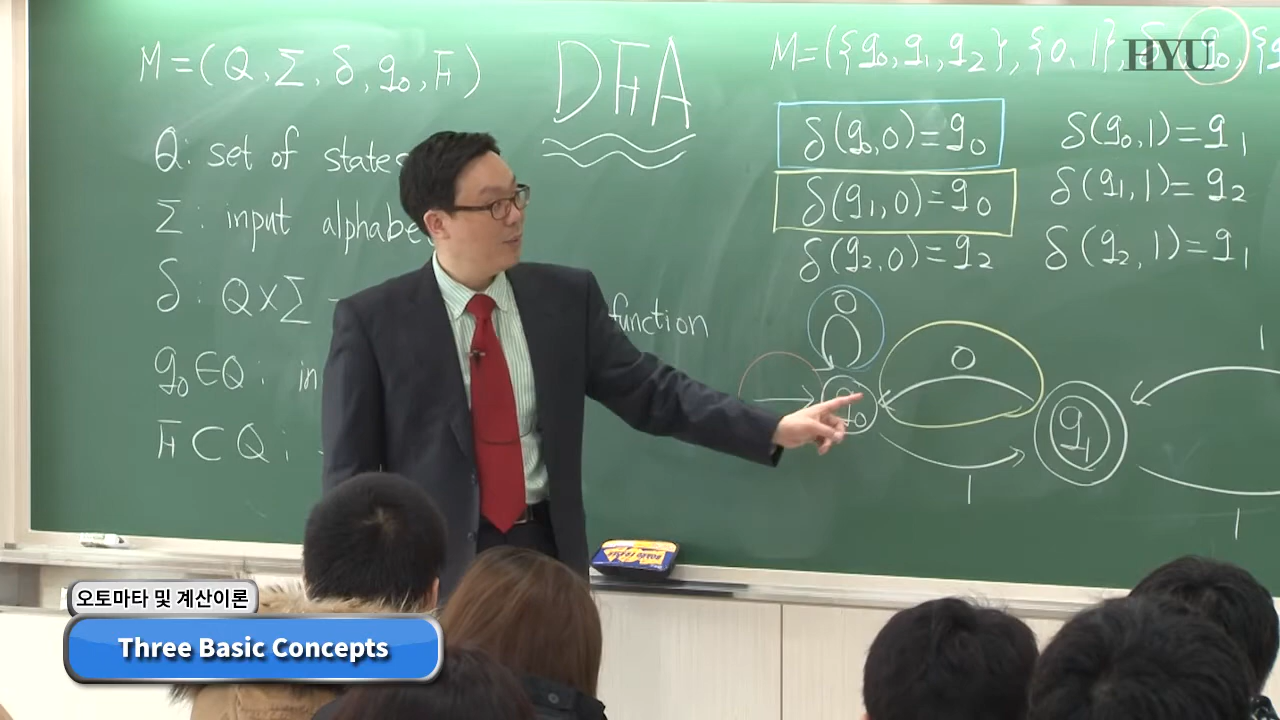 M=(Q,Σ,δ,q₀,F)
DFA
M=({q₀,q₁,q₂},{0,1},δ,q₀,{q
HYU
Q: set of states
Σ: input alphabe
δ: Q×Σ
function
q₀∈Q: in
F⊂Q:
δ(q₀,0)=q₀
δ(q₀,1)=q₁
δ(q₁,0)=q₀
δ(q₁,1)=q₂
δ(q₂,0)=q₂
δ(q₂,1)=q₁
0
0
1
q₀
q₁
1
1
오토마타 및 계산이론
Three Basic Concepts